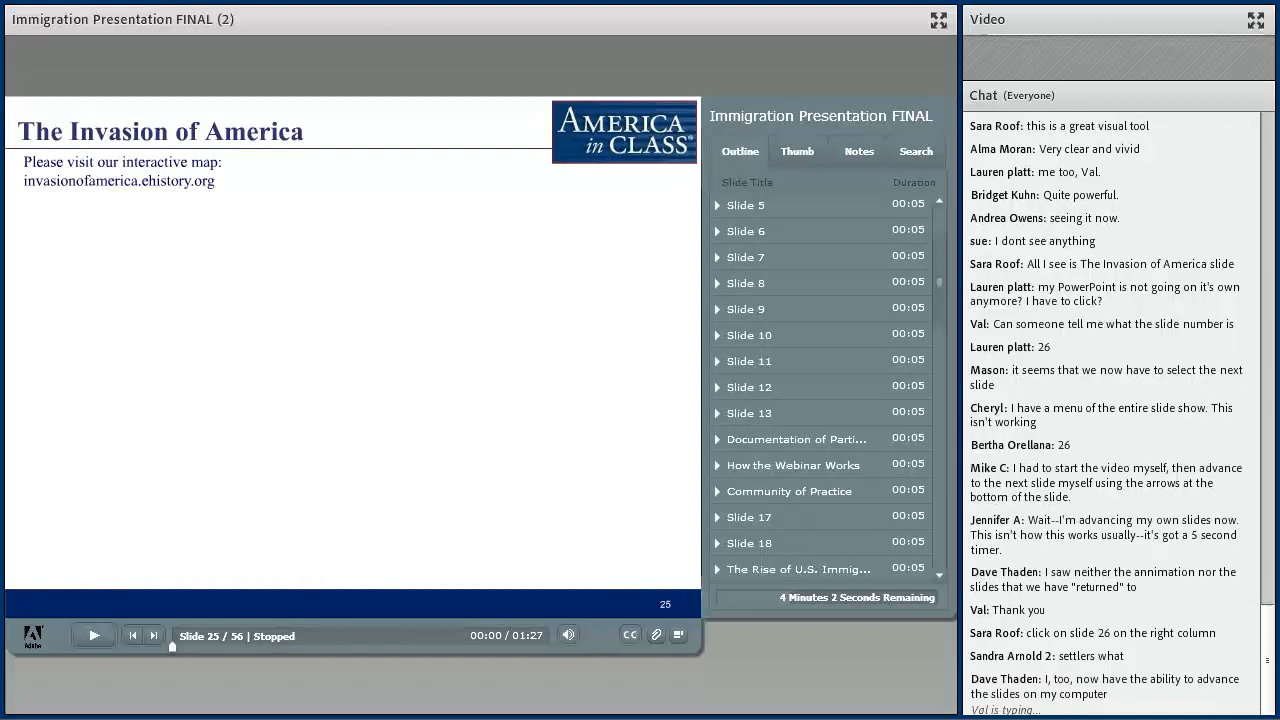 Immigration Presentation FINAL (2)
The Invasion of America
AMERICA
in CLASS®
Please visit our interactive map:
invasionofamerica.ehistory.org
25
Adobe
Slide 25 / 56 | Stopped
00:00 / 01:27
CC
Immigration Presentation FINAL
Outline Thumb Notes Search
Slide Title Duration
Slide 5 00:05
Slide 6 00:05
Slide 7 00:05
Slide 8 00:05
Slide 9 00:05
Slide 10 00:05
Slide 11 00:05
Slide 12 00:05
Slide 13 00:05
Documentation of Parti... 00:05
How the Webinar Works 00:05
Community of Practice 00:05
Slide 17 00:05
Slide 18 00:05
The Rise of U.S. Immig... 00:05
4 Minutes 2 Seconds Remaining
Video
Chat (Everyone)
Sara Roof: this is a great visual tool
Alma Moran: Very clear and vivid
Lauren platt: me too, Val.
Bridget Kuhn: Quite powerful.
Andrea Owens: seeing it now.
sue: I dont see anything
Sara Roof: All I see is The Invasion of America slide
Lauren platt: my PowerPoint is not going on it's own
anymore? I have to click?
Val: Can someone tell me what the slide number is
Lauren platt: 26
Mason: it seems that we now have to select the next
slide
Cheryl: I have a menu of the entire slide show. This
isn't working
Bertha Orellana: 26
Mike C: I had to start the video myself, then advance
to the next slide myself using the arrows at the
bottom of the slide.
Jennifer A: Wait--I'm advancing my own slides now.
This isn't how this works usually--it's got a 5 second
timer.
Dave Thaden: I saw neither the annimation nor the
slides that we have "returned" to
Val: Thank you
Sara Roof: click on slide 26 on the right column
Sandra Arnold 2: settlers what
Dave Thaden: I, too, now have the ability to advance
the slides on my computer
Val is typing...